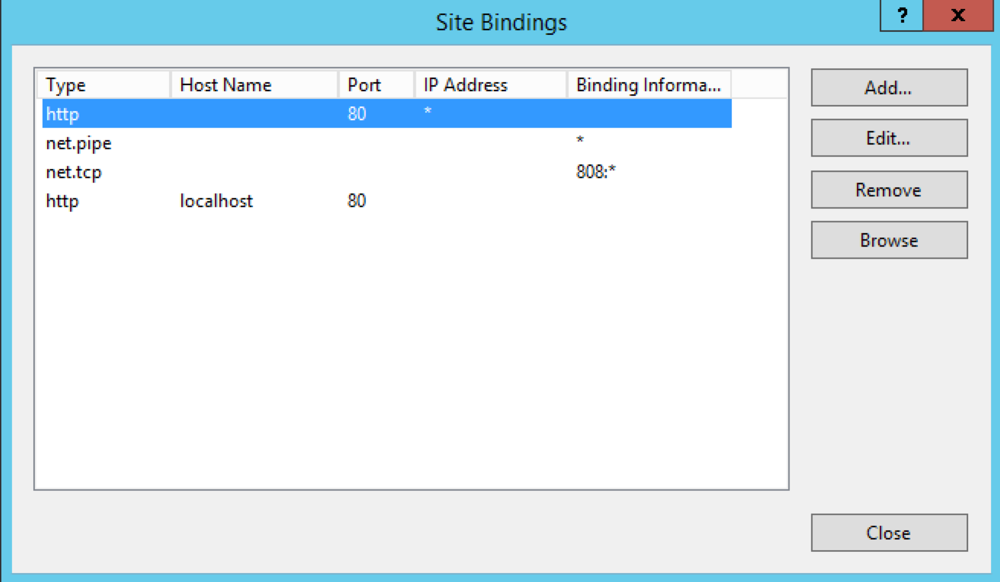 Site Bindings
?
x
Type Host Name Port IP Address Binding Informa...
http 80 *
net.pipe *
net.tcp 808:*
http localhost 80
Add...
Edit...
Remove
Browse
Close